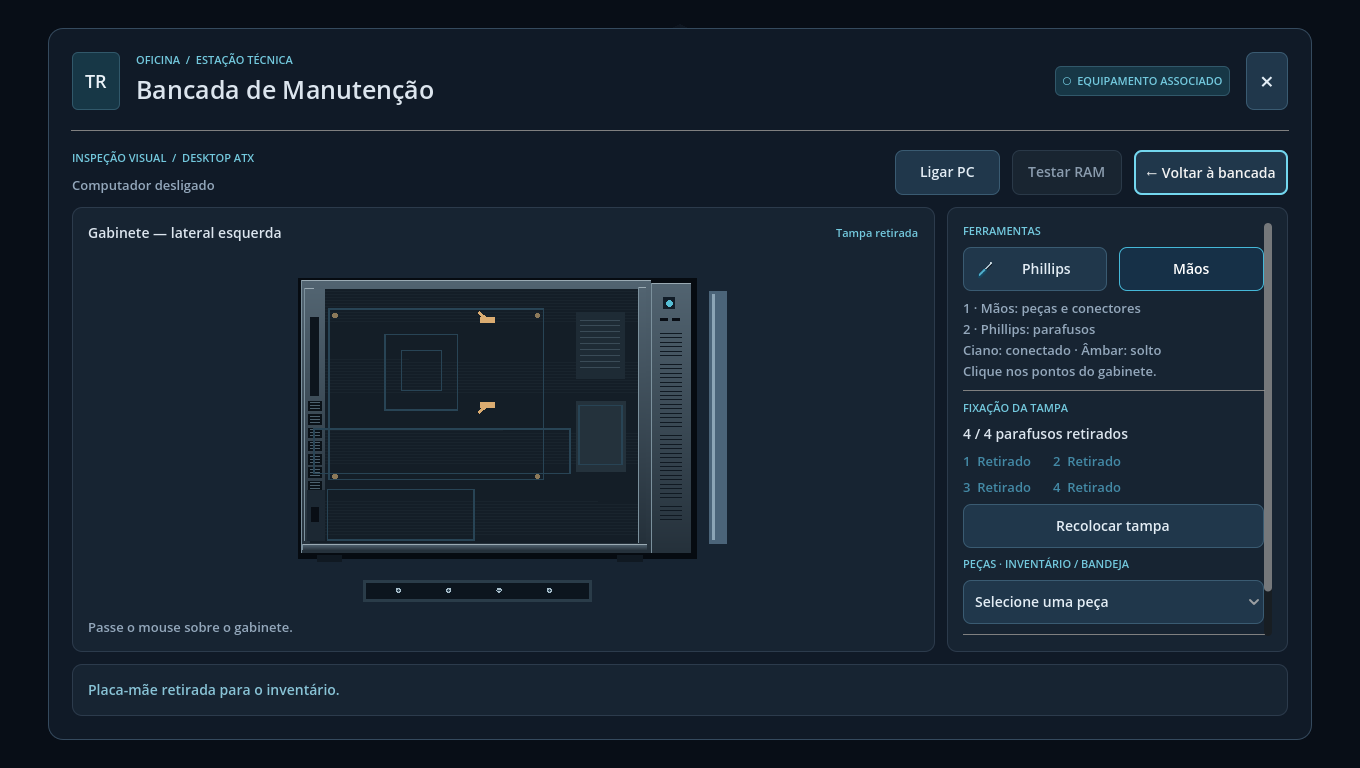 TR
OFICINA / ESTAÇÃO TÉCNICA
Bancada de Manutenção
EQUIPAMENTO ASSOCIADO
×
INSPEÇÃO VISUAL / DESKTOP ATX
Computador desligado
Ligar PC
Testar RAM
← Voltar à bancada
Gabinete — lateral esquerda
Tampa retirada
Passe o mouse sobre o gabinete.
FERRAMENTAS
Phillips
Mãos
1 · Mãos: peças e conectores
2 · Phillips: parafusos
Ciano: conectado · Âmbar: solto
Clique nos pontos do gabinete.
FIXAÇÃO DA TAMPA
4 / 4 parafusos retirados
1 Retirado 2 Retirado
3 Retirado 4 Retirado
Recolocar tampa
PEÇAS · INVENTÁRIO / BANDEJA
Selecione uma peça
Placa-mãe retirada para o inventário.